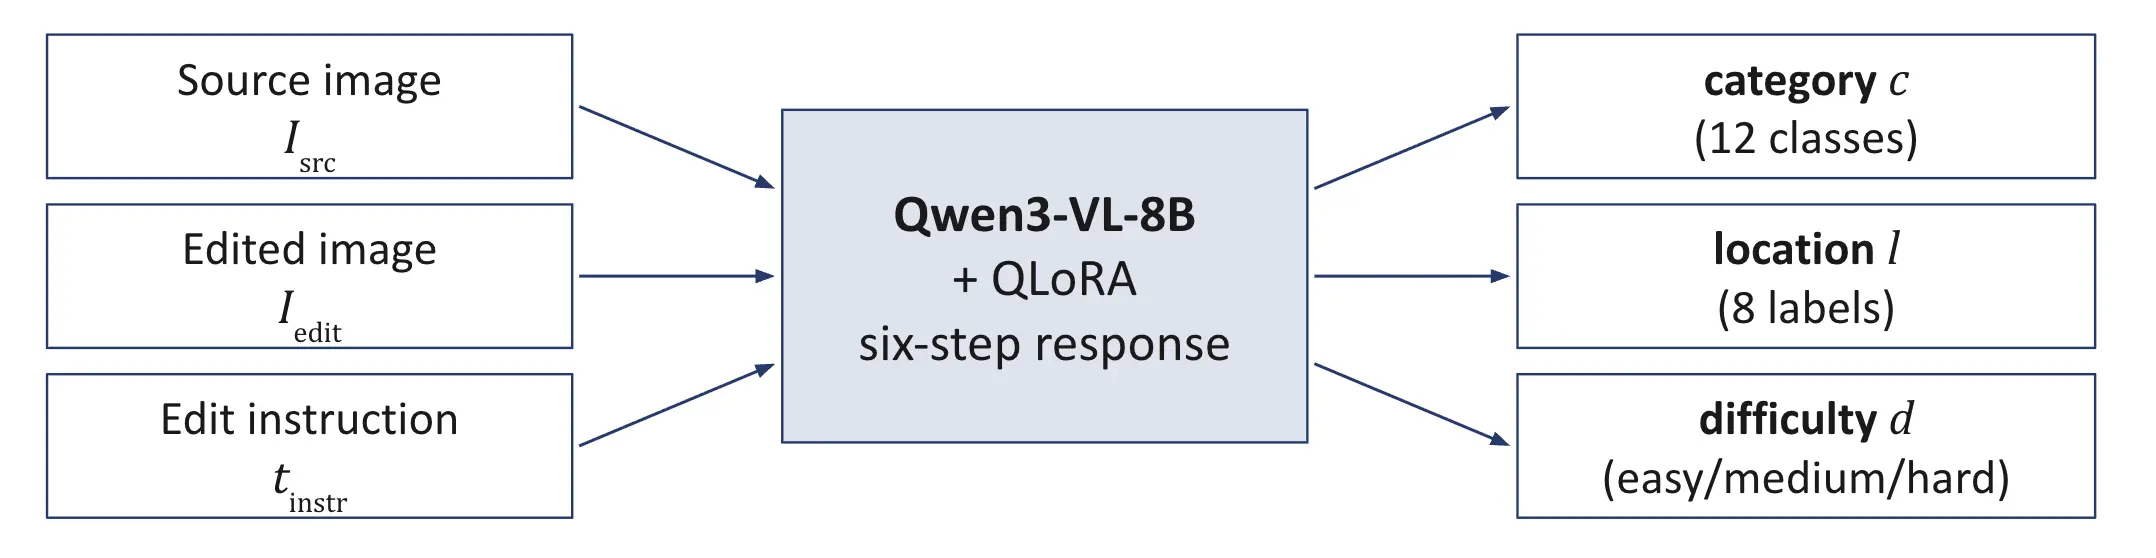 Source image
I_src
Edited image
I_edit
Edit instruction
t_instr
Qwen3-VL-8B
+ QLoRA
six-step response
category c
(12 classes)
location l
(8 labels)
difficulty d
(easy/medium/hard)